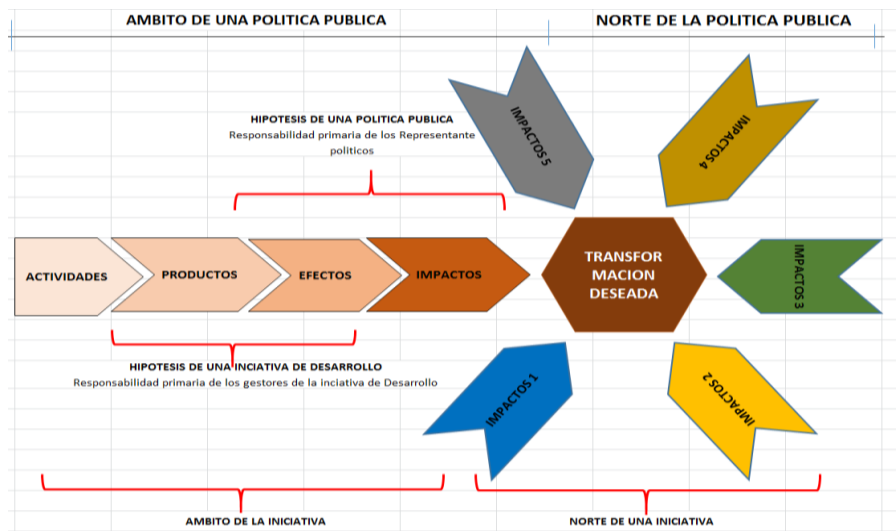 AMBITO DE UNA POLITICA PUBLICA
NORTE DE LA POLITICA PUBLICA
HIPOTESIS DE UNA POLITICA PUBLICA
Responsabilidad primaria de los Representante
politicos
IMPACTOS 5
IMPACTOS 4
ACTIVIDADES
PRODUCTOS
EFECTOS
IMPACTOS
TRANSFOR
MACION
DESEADA
IMPACTOS 3
HIPOTESIS DE UNA INCIATIVA DE DESARROLLO
Responsabilidad primaria de los gestores de la inciativa de Desarrollo
IMPACTOS 1
IMPACTOS 2
AMBITO DE LA INICIATIVA
NORTE DE UNA INICIATIVA